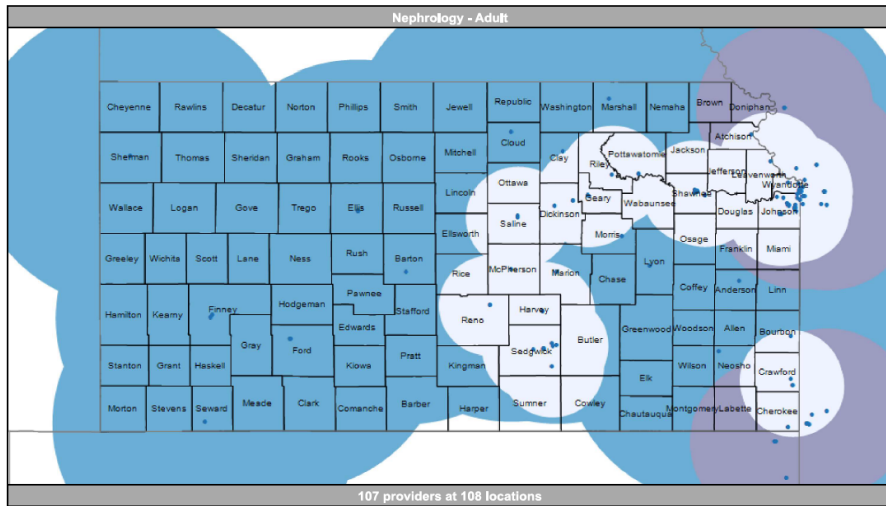 Nephrology - Adult
Cheyenne Rawlins Decatur Norton Phillips Smith Jewell Republic Washington Marshall Nemaha Brown Doniphan
Sherman Thomas Sheridan Graham Rooks Osborne Mitchell Cloud Clay Riley Pottawatomie Jackson Atchison
Jefferson Leavenworth
Wallace Logan Gove Trego Ellis Russell Lincoln Ottawa Dickinson Geary Wabaunsee Shawnee Douglas Johnson Wyandotte
Saline
Greeley Wichita Scott Lane Ness Rush Barton Ellsworth Morris Osage Franklin Miami
Rice McPherson Marion Chase Lyon
Hamilton Kearny Finney Hodgeman Pawnee Stafford Reno Harvey Coffey Anderson Linn
Gray Ford Edwards Sedgwick Butler Greenwood Woodson Allen Bourbon
Stanton Grant Haskell Kiowa Pratt Kingman Elk Wilson Neosho Crawford
Morton Stevens Seward Meade Clark Comanche Barber Harper Sumner Cowley Chautauqua Montgomery Labette Cherokee
107 providers at 108 locations